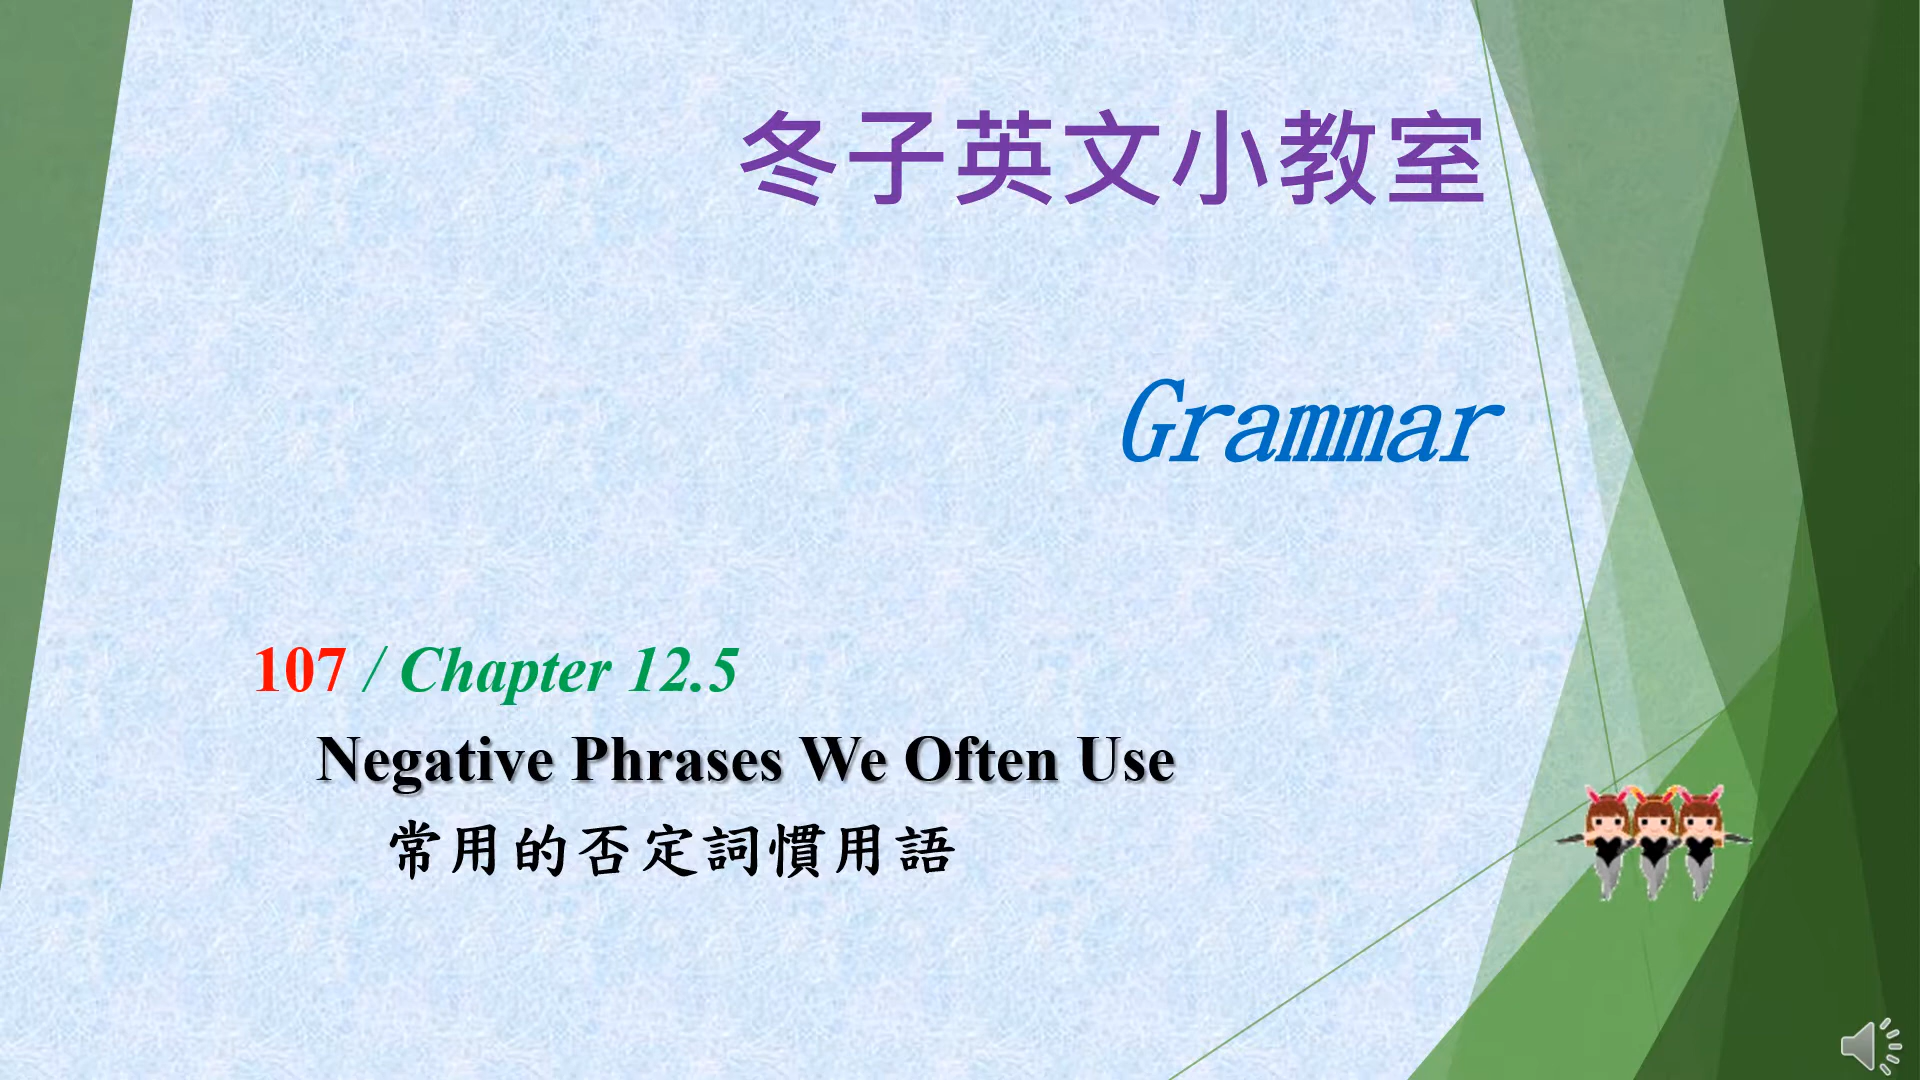 冬子英文小教室
Grammar
107 / Chapter 12.5
Negative Phrases We Often Use
常用的否定詞慣用語